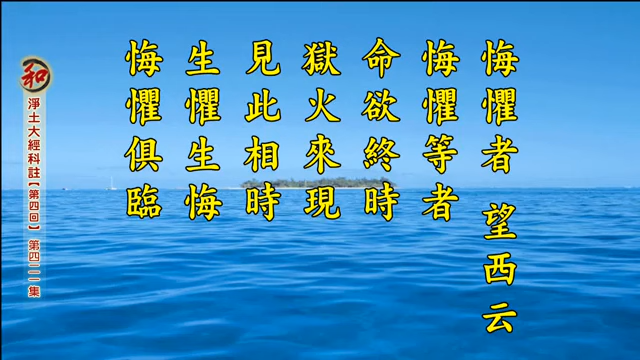 悔懼者 望西云
悔懼等者
命欲終時
獄火來現
見此相時
生懼生悔
悔懼俱臨
和
淨土大經科註【第四回】 第四二一集